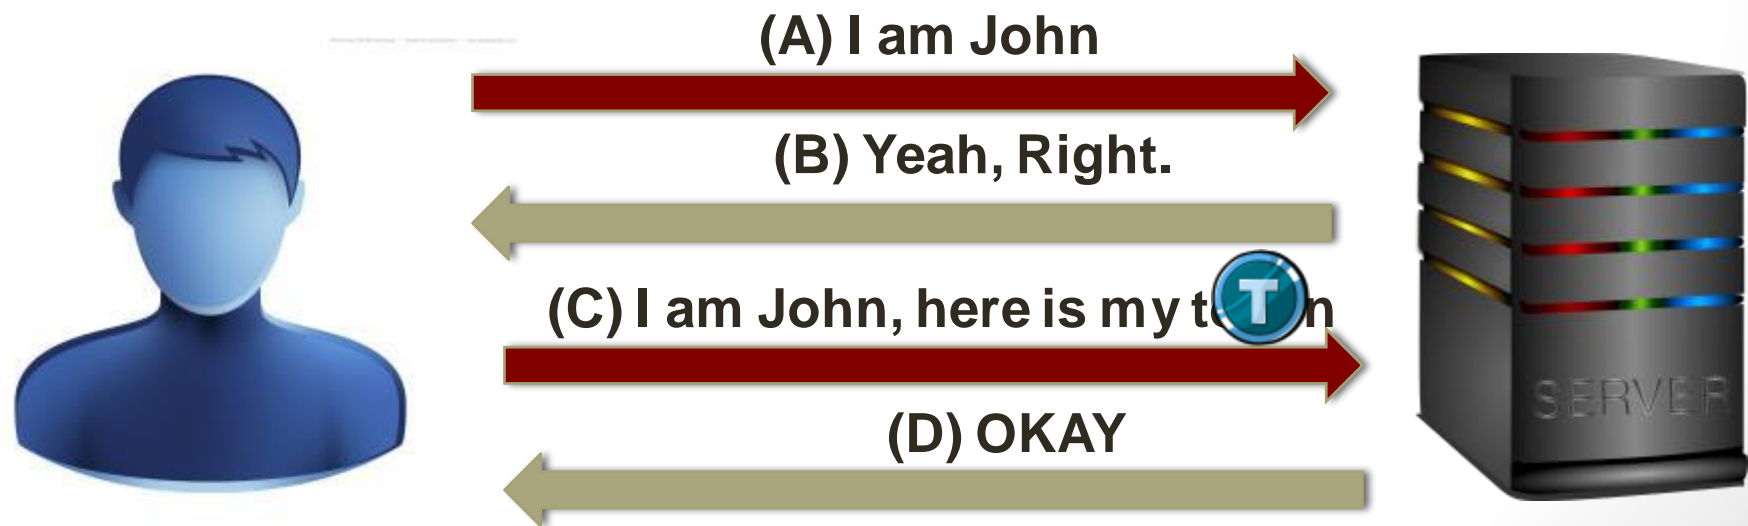 (A) I am John
(B) Yeah, Right.
(C) I am John, here is my
T
(D) OKAY
SERVER